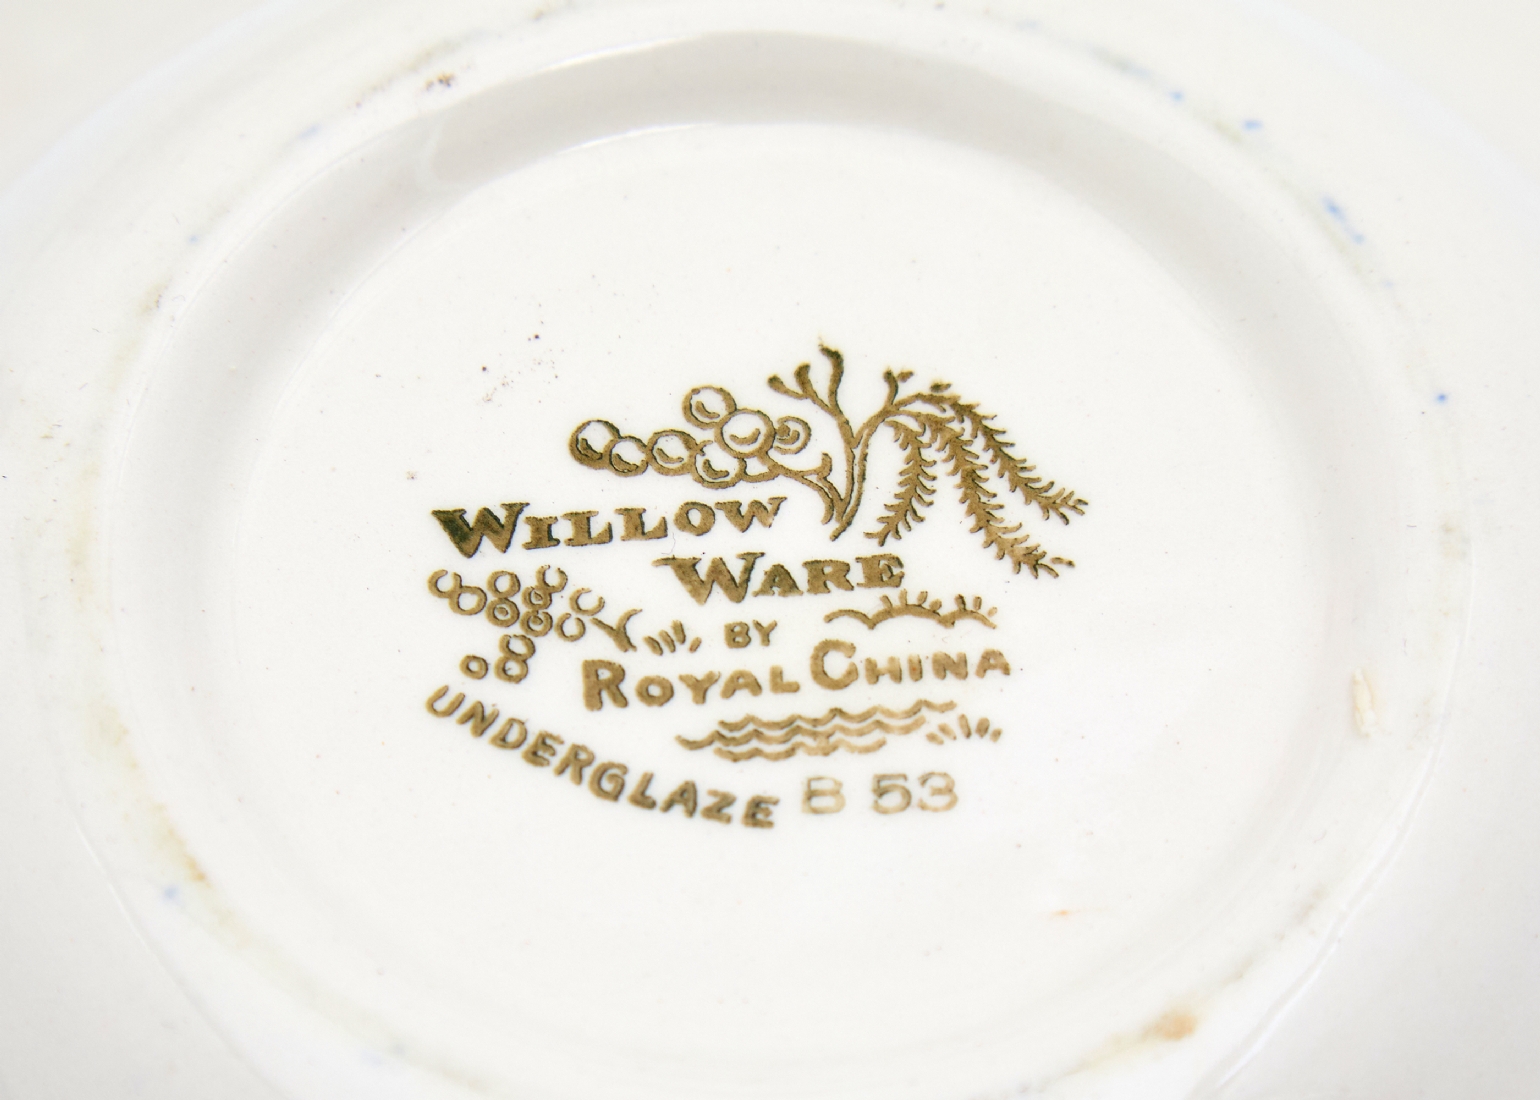 WILLOW
WARE
BY
ROYAL CHINA
UNDERGLAZE B 53